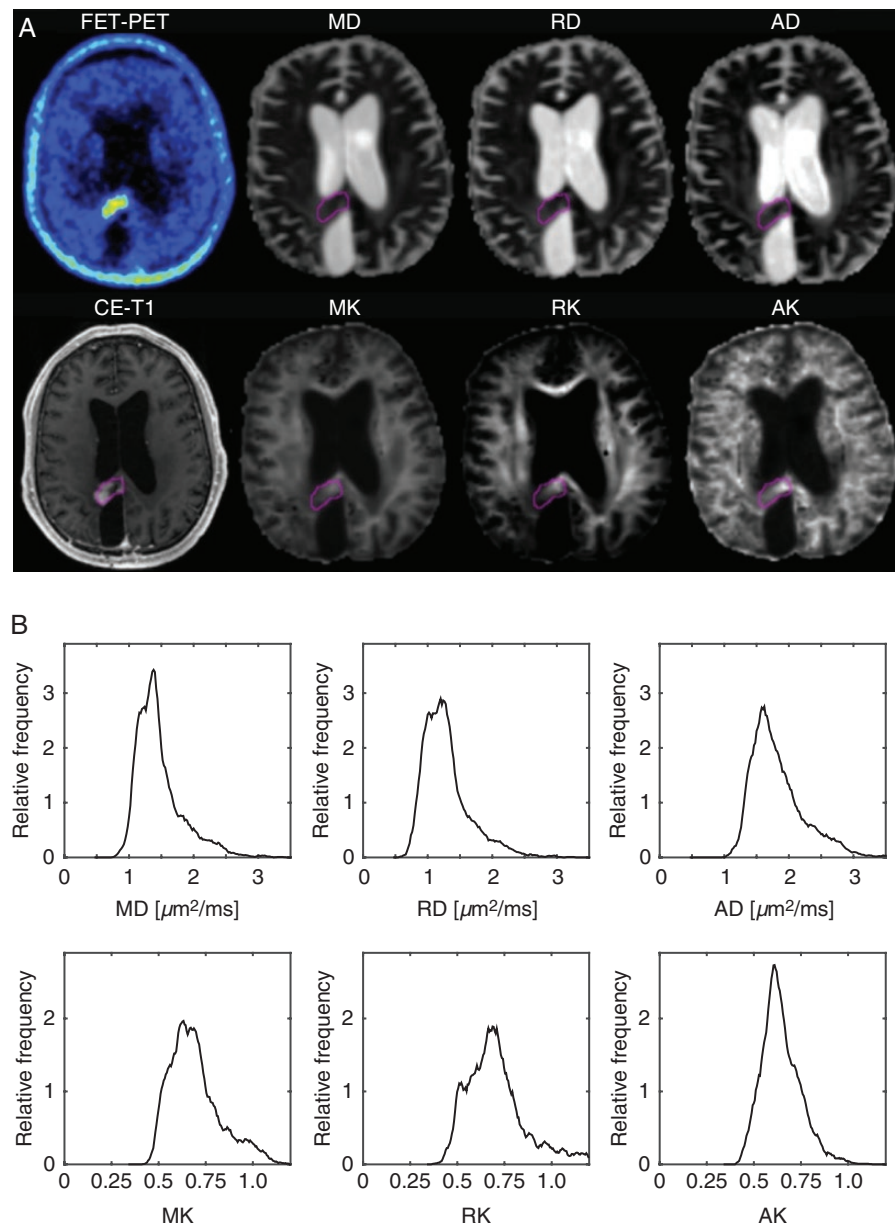 A
FET-PET MD RD AD
CE-T1 MK RK AK
B
Relative frequency
3
2
1
0
0 1 2 3
MD [µm²/ms]
Relative frequency
3
2
1
0
0 1 2 3
RD [µm²/ms]
Relative frequency
3
2
1
0
0 1 2 3
AD [µm²/ms]
Relative frequency
2
1
0
0 0.25 0.75 1.0
MK
Relative frequency
2
1
0
0 0.25 0.5 0.75 1.0
RK
Relative frequency
2
1
0
0 0.25 0.5 0.75 1.0
AK